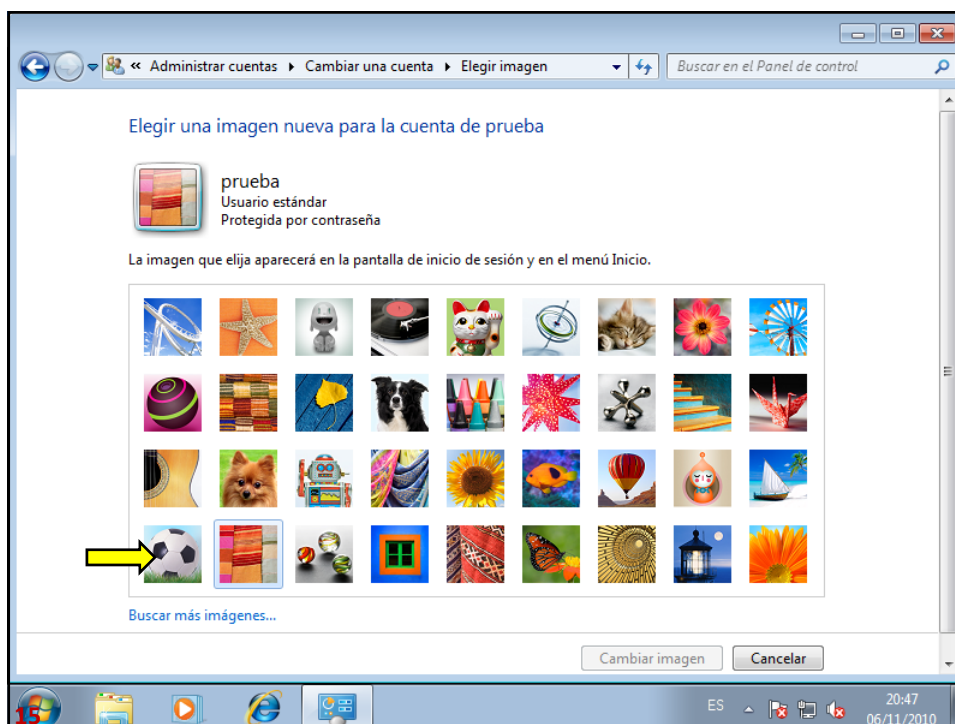 « Administrar cuentas Cambiar una cuenta Elegir imagen Buscar en el Panel de control
Elegir una imagen nueva para la cuenta de prueba
prueba
Usuario estándar
Protegida por contraseña
La imagen que elija aparecerá en la pantalla de inicio de sesión y en el menú Inicio.
Buscar más imágenes...
Cambiar imagen Cancelar
15
ES
20:47
06/11/2010